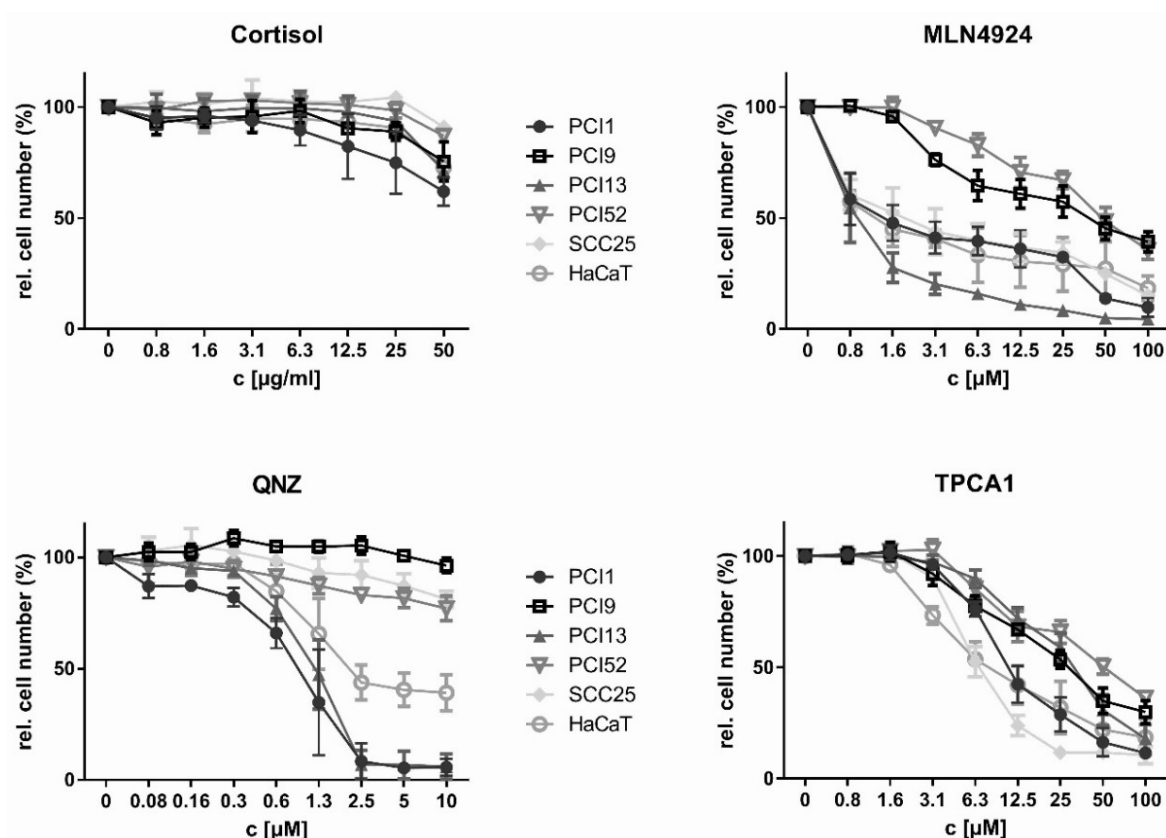 Cortisol
rel. cell number (%)
100
50
0
0 0.8 1.6 3.1 6.3 12.5 25 50
c [µg/ml]
PCI1
PCI9
PCI13
PCI52
SCC25
HaCaT
MLN4924
rel. cell number (%)
100
50
0
0 0.8 1.6 3.1 6.3 12.5 25 50 100
c [µM]
QNZ
rel. cell number (%)
100
50
0
0 0.08 0.16 0.3 0.6 1.3 2.5 5 10
c [µM]
PCI1
PCI9
PCI13
PCI52
SCC25
HaCaT
TPCA1
rel. cell number (%)
100
50
0
0 0.8 1.6 3.1 6.3 12.5 25 50 100
c [µM]